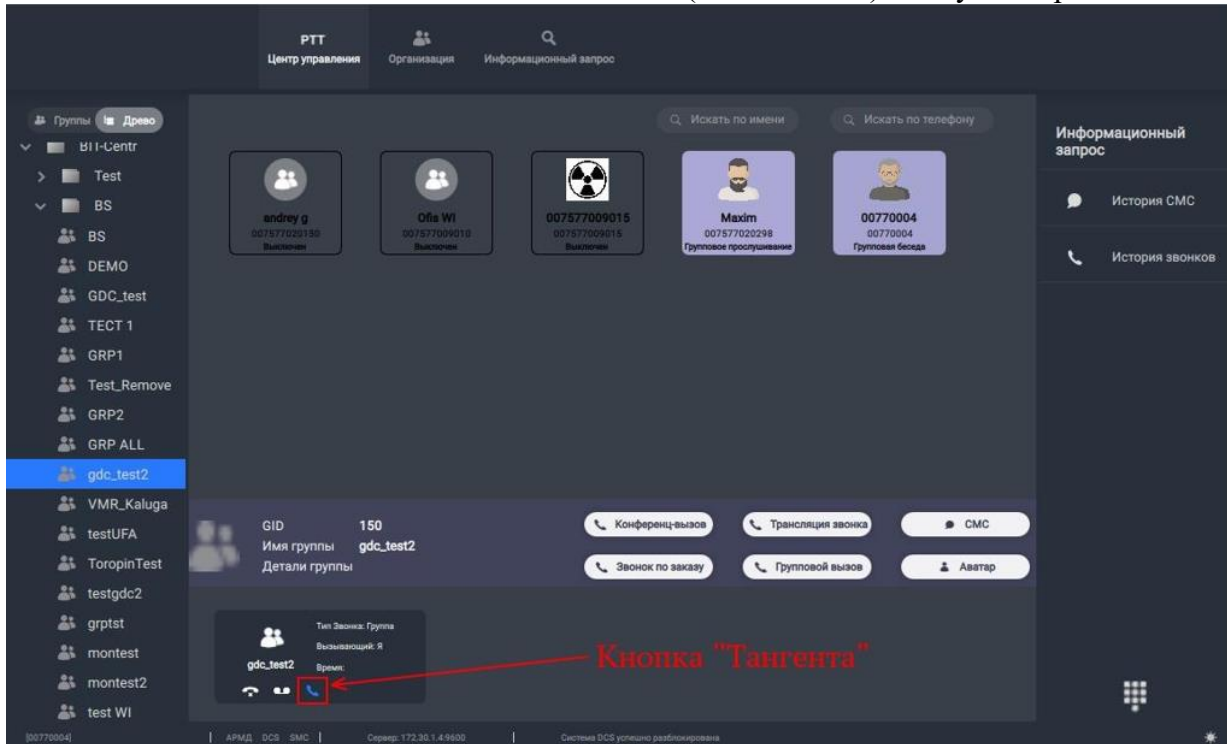 PTT
Центр управления
Организация
Информационный запрос
Группы
Древо
Искать по имени
Искать по телефону
BIT-Centr
Test
BS
BS
DEMO
GDC_test
ТЕСТ 1
GRP1
Test_Remove
GRP2
GRP ALL
gdc_test2
VMR_Kaluga
testUFA
ToropinTest
testgdc2
grptst
montest
montest2
test WI
andrey g
007577020150
Выключен
Ofis WI
007577009010
Выключен
007577009015
007577009015
Выключен
Maxim
007577020298
Групповое прослушивание
00770004
00770004
Групповая беседа
Информационный
запрос
История СМС
История звонков
GID 150
Имя группы gdc_test2
Детали группы
Конференц-вызов
Трансляция звонка
СМС
Звонок по заказу
Групповой вызов
Аватар
gdc_test2
Тип Звонка: Группа
Вызывающий: Я
Время:
Кнопка "Тангента"
[00770004]
| АРМД DCS SMC | Сервер: 172.30.1.4:9600 | Система DCS успешно разблокирована